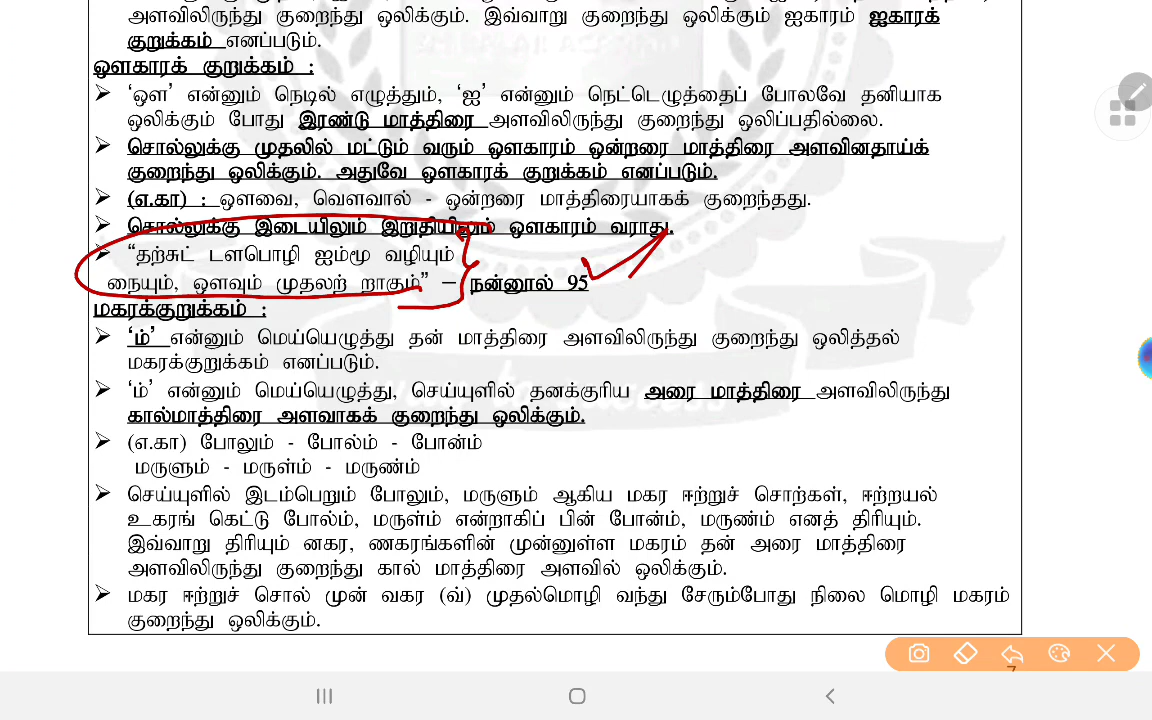 அளவிலிருந்து குறைந்து ஒலிக்கும். இவ்வாறு குறைந்து ஒலிக்கும் ஐகாரம் ஐகாரக்
குறுக்கம் எனப்படும்.
ஔகாரக் குறுக்கம் :
➤ ‘ஔ’ என்னும் நெடில் எழுத்தும், ‘ஐ’ என்னும் நெட்டெழுத்தைப் போலவே தனியாக
ஒலிக்கும் போது இரண்டு மாத்திரை அளவிலிருந்து குறைந்து ஒலிப்பதில்லை.
➤ சொல்லுக்கு முதலில் மட்டும் வரும் ஔகாரம் ஒன்றரை மாத்திரை அளவினதாய்க்
குறைந்து ஒலிக்கும். அதுவே ஔகாரக் குறுக்கம் எனப்படும்.
➤ (எ.கா) : ஔவை, வெளவால் - ஒன்றரை மாத்திரையாகக் குறைந்தது.
➤ சொல்லுக்கு இடையிலும் இறுதியிலும் ஔகாரம் வராது.
➤ “தற்சுட் டளபொழி ஐம்மூ வழியும்
நையும், ஔவும் முதலற் றாகும்” – நன்னூல் 95
மகரக்குறுக்கம் :
➤ ‘ம்’ என்னும் மெய்யெழுத்து தன் மாத்திரை அளவிலிருந்து குறைந்து ஒலித்தல்
மகரக்குறுக்கம் எனப்படும்.
➤ ‘ம்’ என்னும் மெய்யெழுத்து, செய்யுளில் தனக்குரிய அரை மாத்திரை அளவிலிருந்து
கால்மாத்திரை அளவாகக் குறைந்து ஒலிக்கும்.
➤ (எ.கா) போலும் - போல்ம் - போன்ம்
மருளும் - மருள்ம் - மருண்ம்
➤ செய்யுளில் இடம்பெறும் போலும், மருளும் ஆகிய மகர ஈற்றுச் சொற்கள், ஈற்றயல்
உகரங் கெட்டு போல்ம், மருள்ம் என்றாகிப் பின் போன்ம், மருண்ம் எனத் திரியும்.
இவ்வாறு திரியும் னகர, ணகரங்களின் முன்னுள்ள மகரம் தன் அரை மாத்திரை
அளவிலிருந்து குறைந்து கால் மாத்திரை அளவில் ஒலிக்கும்.
➤ மகர ஈற்றுச் சொல் முன் வகர (வ்) முதல்மொழி வந்து சேரும்போது நிலை மொழி மகரம்
குறைந்து ஒலிக்கும்.